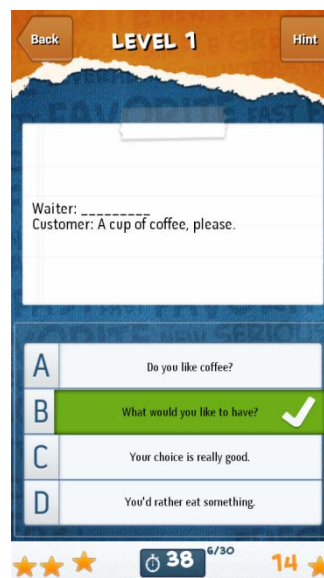 Back
LEVEL 1
Hint
Waiter: _________
Customer: A cup of coffee, please.
A
Do you like coffee?
B
What would you like to have?
C
Your choice is really good.
D
You'd rather eat something.
38
6/30
14